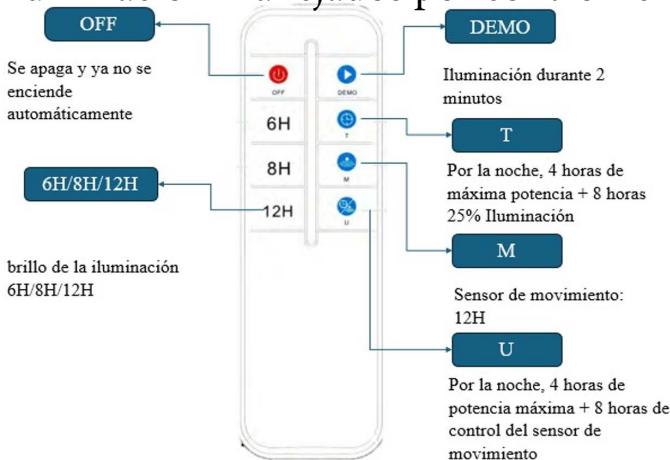 OFF
Se apaga y ya no se
enciende
automáticamente
6H/8H/12H
brillo de la iluminación
6H/8H/12H
OFF
DEMO
6H
T
8H
M
12H
U
DEMO
Iluminación durante 2
minutos
T
Por la noche, 4 horas de
máxima potencia + 8 horas
25% Iluminación
M
Sensor de movimiento:
12H
U
Por la noche, 4 horas de
potencia máxima + 8 horas de
control del sensor de
movimiento